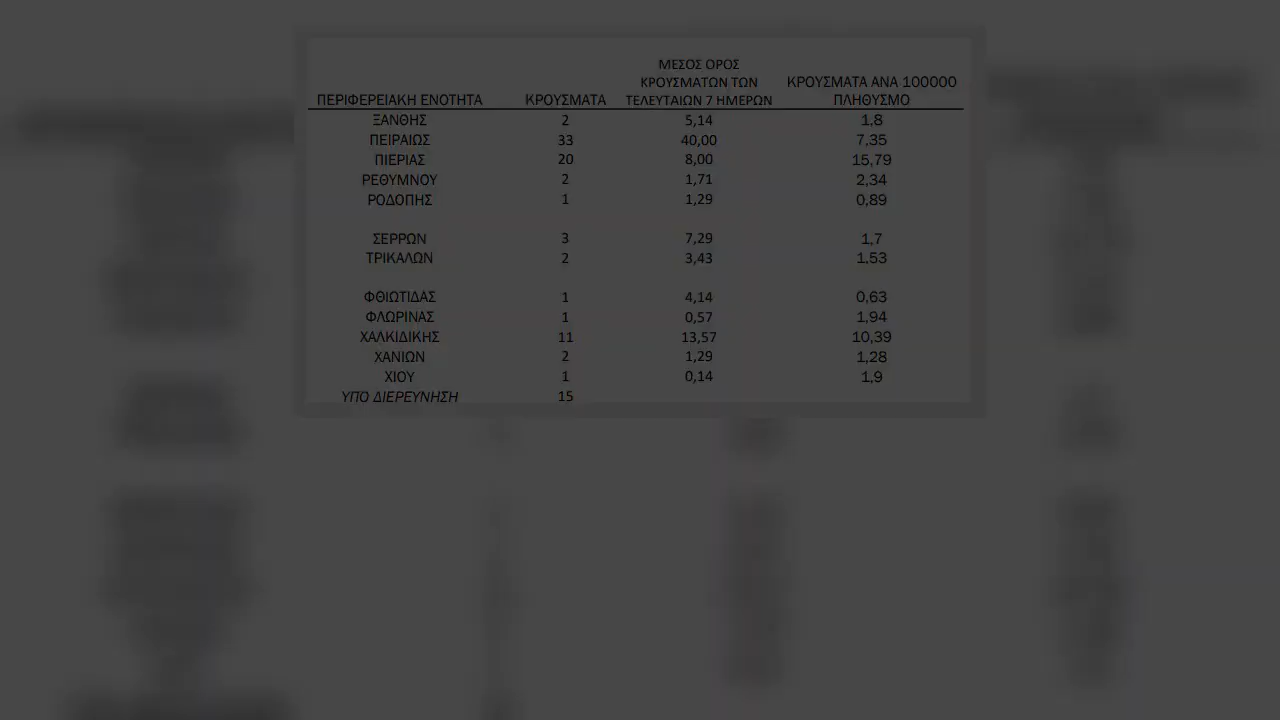 ΠΕΡΙΦΕΡΕΙΑΚΗ ΕΝΟΤΗΤΑ ΚΡΟΥΣΜΑΤΑ ΜΕΣΟΣ ΟΡΟΣ ΚΡΟΥΣΜΑΤΩΝ ΤΩΝ ΤΕΛΕΥΤΑΙΩΝ 7 ΗΜΕΡΩΝ ΚΡΟΥΣΜΑΤΑ ΑΝΑ 100000 ΠΛΗΘΥΣΜΟ
ΞΑΝΘΗΣ 2 5,14 1,8
ΠΕΙΡΑΙΩΣ 33 40,00 7,35
ΠΙΕΡΙΑΣ 20 8,00 15,79
ΡΕΘΥΜΝΟΥ 2 1,71 2,34
ΡΟΔΟΠΗΣ 1 1,29 0,89
ΣΕΡΡΩΝ 3 7,29 1,7
ΤΡΙΚΑΛΩΝ 2 3,43 1,53
ΦΘΙΩΤΙΔΑΣ 1 4,14 0,63
ΦΛΩΡΙΝΑΣ 1 0,57 1,94
ΧΑΛΚΙΔΙΚΗΣ 11 13,57 10,39
ΧΑΝΙΩΝ 2 1,29 1,28
ΧΙΟΥ 1 0,14 1,9
ΥΠΟ ΔΙΕΡΕΥΝΗΣΗ 15